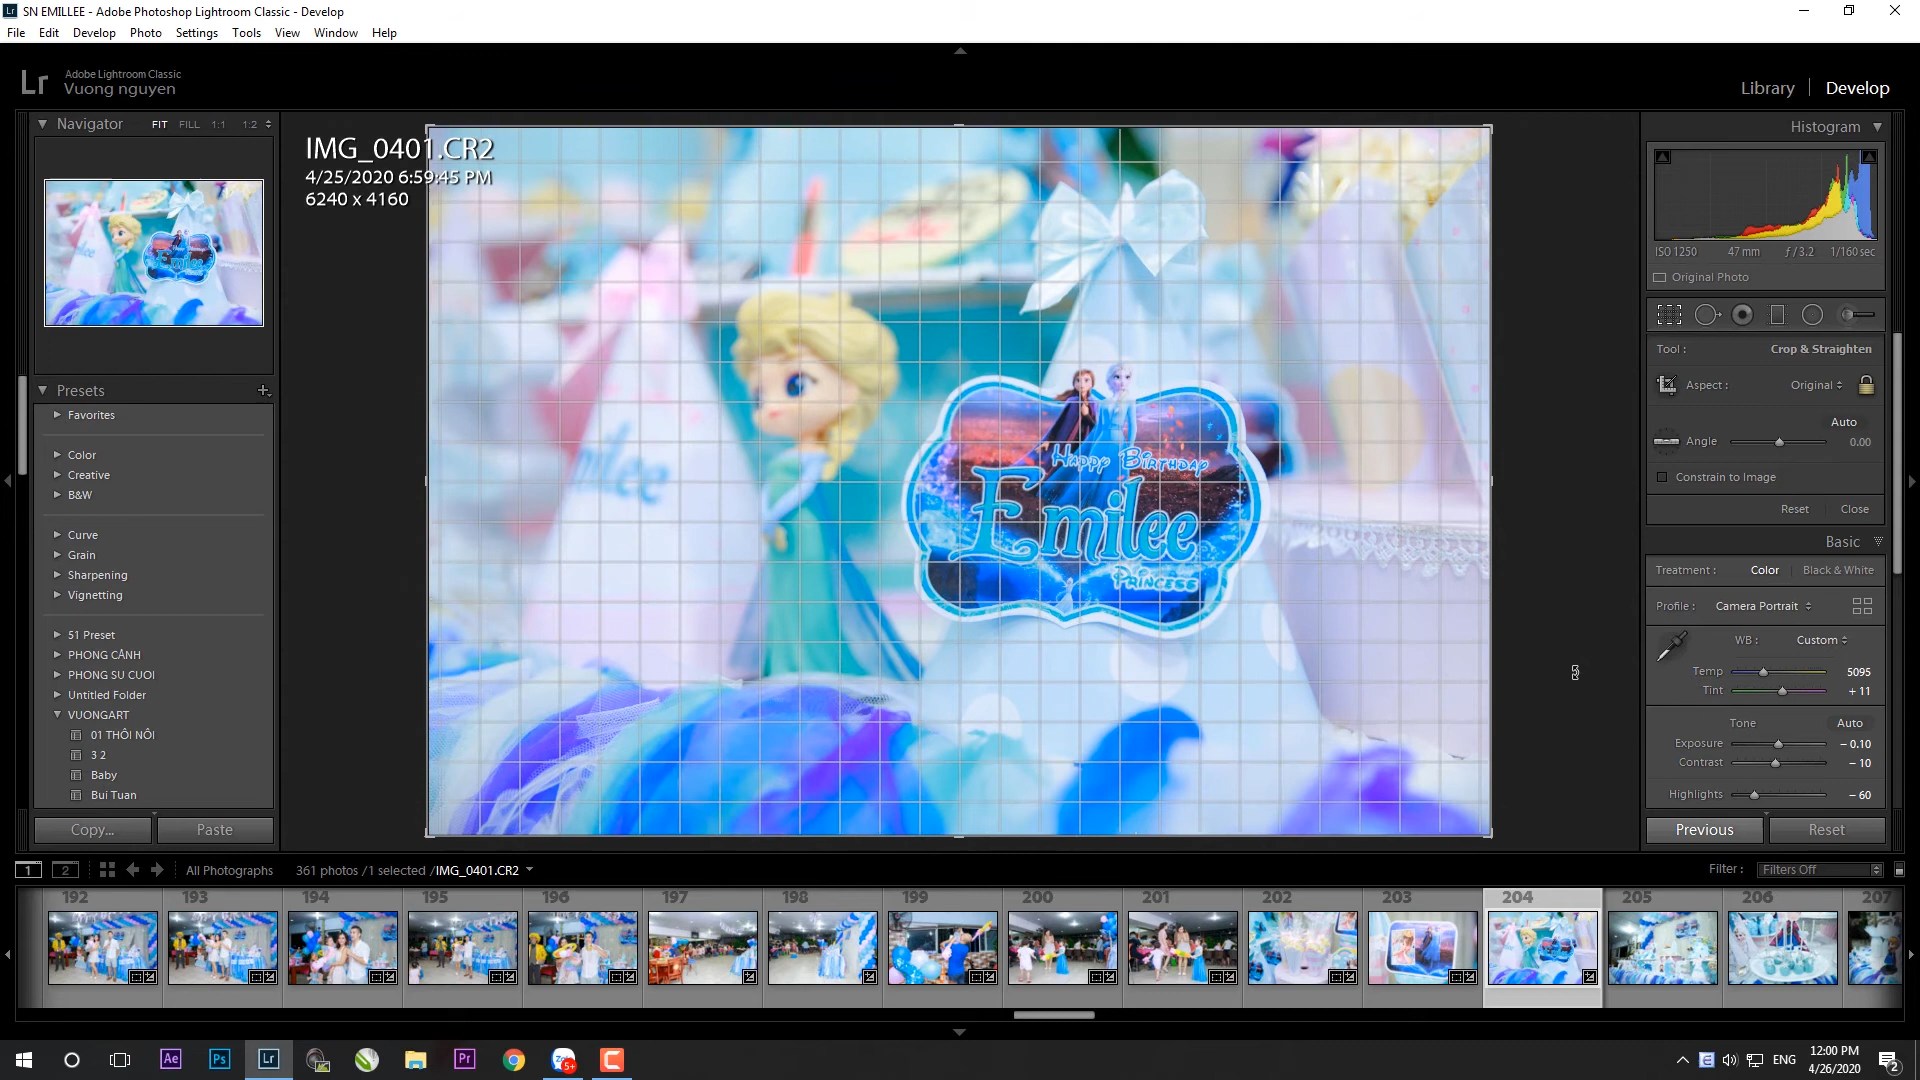 SN EMILLEE - Adobe Photoshop Lightroom Classic - Develop
File Edit Develop Photo Settings Tools View Window Help
Lr
Adobe Lightroom Classic
Vuong nguyen
Library Develop
Navigator FIT FILL 1:1 1:2
IMG_0401.CR2
4/25/2020 6:59:45 PM
6240 x 4160
Happy Birthday
Emilee
Princess
Presets
Favorites
Color
Creative
B&W
Curve
Grain
Sharpening
Vignetting
51 Preset
PHONG CẢNH
PHONG SU CUOI
Untitled Folder
VUONGART
01 THÔI NÔI
3 2
Baby
Bui Tuan
Copy... Paste
Histogram
ISO 1250 47 mm ƒ / 3.2 1/160 sec
Original Photo
Tool : Crop & Straighten
Aspect : Original
Auto
Angle 0.00
Constrain to Image
Reset Close
Basic
Treatment : Color Black & White
Profile : Camera Portrait
WB : Custom
Temp 5095
Tint + 11
Tone Auto
Exposure – 0.10
Contrast – 10
Highlights – 60
Previous Reset
1 2 All Photographs 361 photos / 1 selected / IMG_0401.CR2 Filter : Filters Off
192 193 194 195 196 197 198 199 200 201 202 203 204 205 206 207
Ae Ps Lr Pr 5+ ENG 12:00 PM
4/26/2020 2